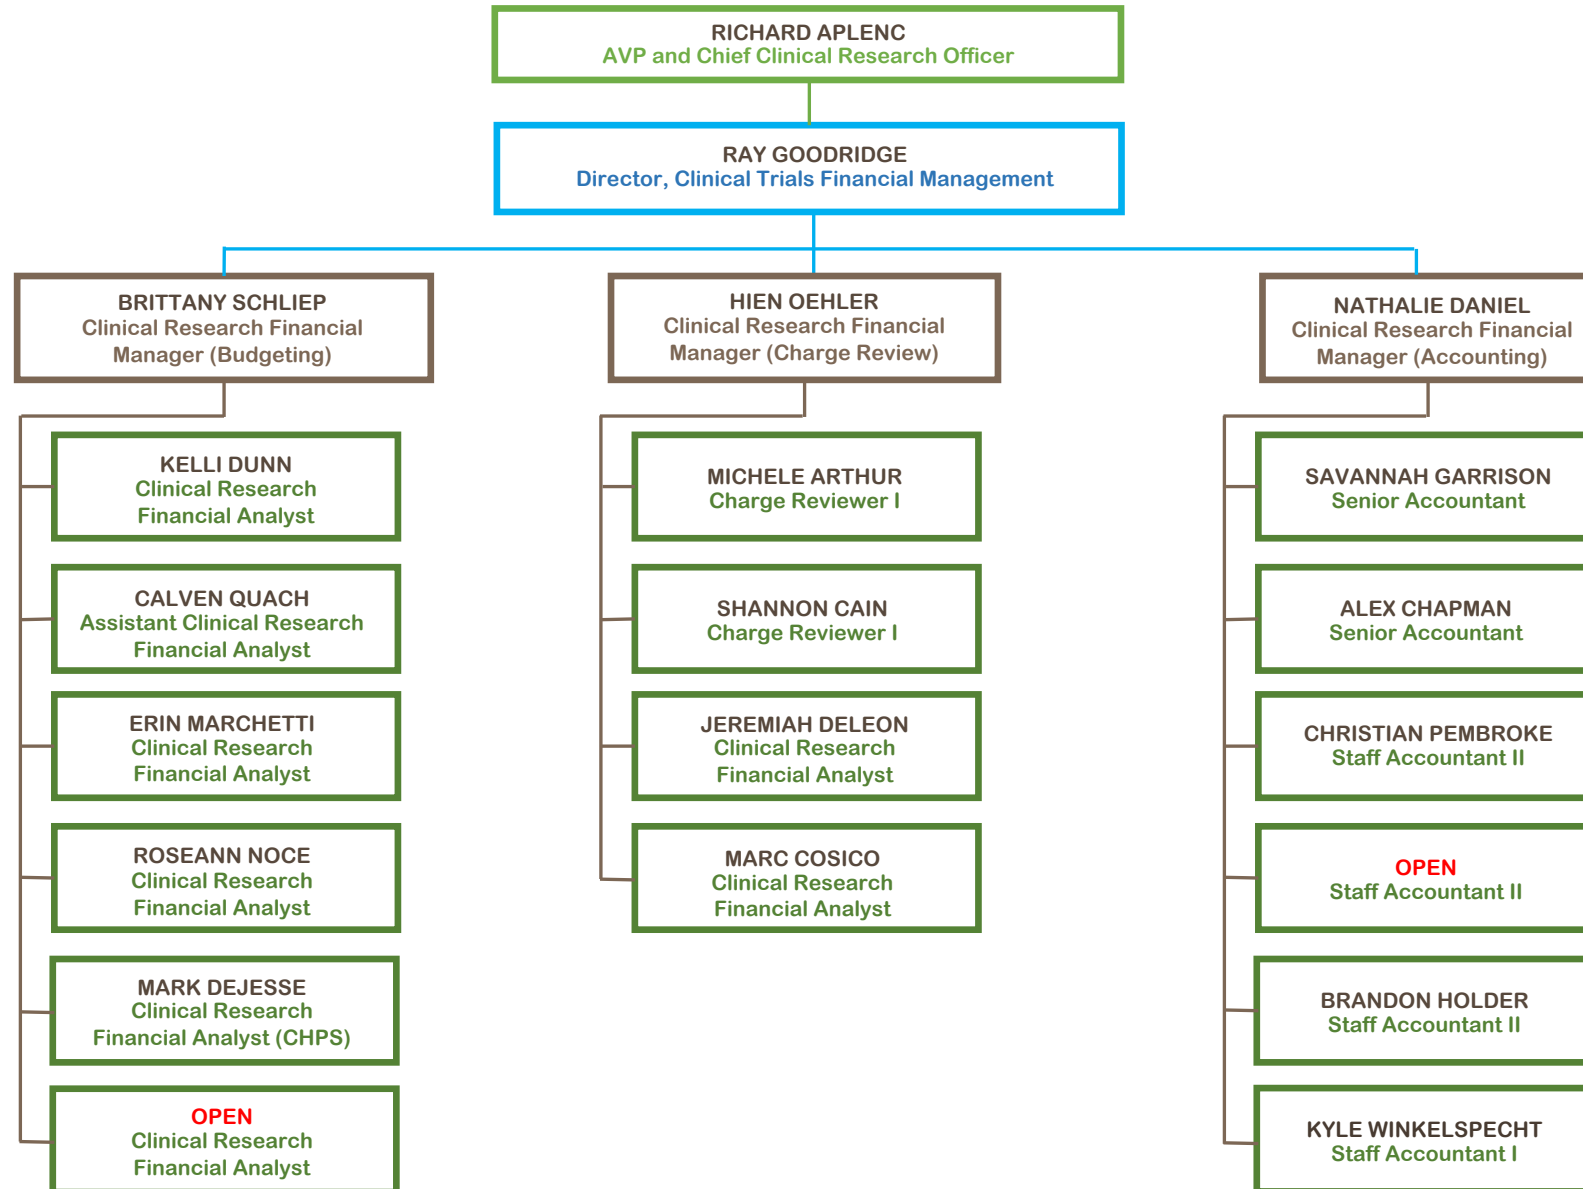 RICHARD APLENC
AVP and Chief Clinical Research Officer
RAY GOODRIDGE
Director, Clinical Trials Financial Management
BRITTANY SCHLIEP
Clinical Research Financial
Manager (Budgeting)
HIEN OEHLER
Clinical Research Financial
Manager (Charge Review)
NATHALIE DANIEL
Clinical Research Financial
Manager (Accounting)
KELLI DUNN
Clinical Research
Financial Analyst
CALVEN QUACH
Assistant Clinical Research
Financial Analyst
ERIN MARCHETTI
Clinical Research
Financial Analyst
ROSEANN NOCE
Clinical Research
Financial Analyst
MARK DEJESSE
Clinical Research
Financial Analyst (CHPS)
OPEN
Clinical Research
Financial Analyst
MICHELE ARTHUR
Charge Reviewer I
SHANNON CAIN
Charge Reviewer I
JEREMIAH DELEON
Clinical Research
Financial Analyst
MARC COSICO
Clinical Research
Financial Analyst
SAVANNAH GARRISON
Senior Accountant
ALEX CHAPMAN
Senior Accountant
CHRISTIAN PEMBROKE
Staff Accountant II
OPEN
Staff Accountant II
BRANDON HOLDER
Staff Accountant II
KYLE WINKELSPECHT
Staff Accountant I